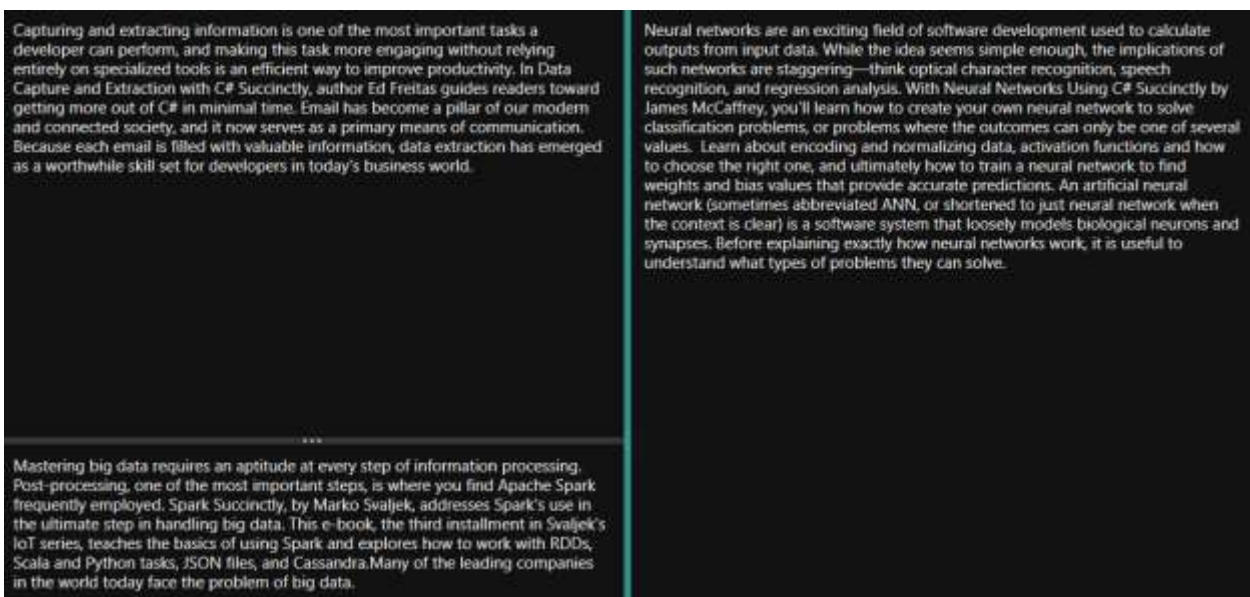 Capturing and extracting information is one of the most important tasks a
developer can perform, and making this task more engaging without relying
entirely on specialized tools is an efficient way to improve productivity. In Data
Capture and Extraction with C# Succinctly, author Ed Freitas guides readers toward
getting more out of C# in minimal time. Email has become a pillar of our modern
and connected society, and it now serves as a primary means of communication.
Because each email is filled with valuable information, data extraction has emerged
as a worthwhile skill set for developers in today's business world.
Mastering big data requires an aptitude at every step of information processing.
Post-processing, one of the most important steps, is where you find Apache Spark
frequently employed. Spark Succinctly, by Marko Svaljek, addresses Spark's use in
the ultimate step in handling big data. This e-book, the third installment in Svaljek's
IoT series, teaches the basics of using Spark and explores how to work with RDDs,
Scala and Python tasks, JSON files, and Cassandra.Many of the leading companies
in the world today face the problem of big data.
Neural networks are an exciting field of software development used to calculate
outputs from input data. While the idea seems simple enough, the implications of
such networks are staggering—think optical character recognition, speech
recognition, and regression analysis. With Neural Networks Using C# Succinctly by
James McCaffrey, you'll learn how to create your own neural network to solve
classification problems, or problems where the outcomes can only be one of several
values.  Learn about encoding and normalizing data, activation functions and how
to choose the right one, and ultimately how to train a neural network to find
weights and bias values that provide accurate predictions. An artificial neural
network (sometimes abbreviated ANN, or shortened to just neural network when
the context is clear) is a software system that loosely models biological neurons and
synapses. Before explaining exactly how neural networks work, it is useful to
understand what types of problems they can solve.